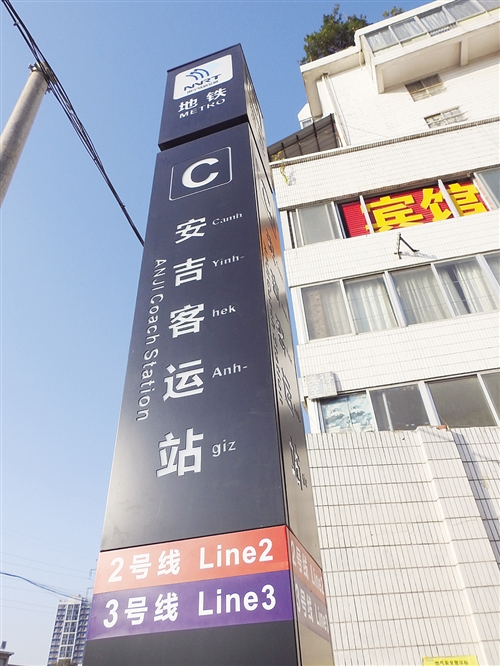 NNRT
地铁
METRO
C
安吉客运站
Camh
Yinh-
hek
Anh-
giz
ANJI Coach Station
2号线 Line2
3号线 Line3
宾馆